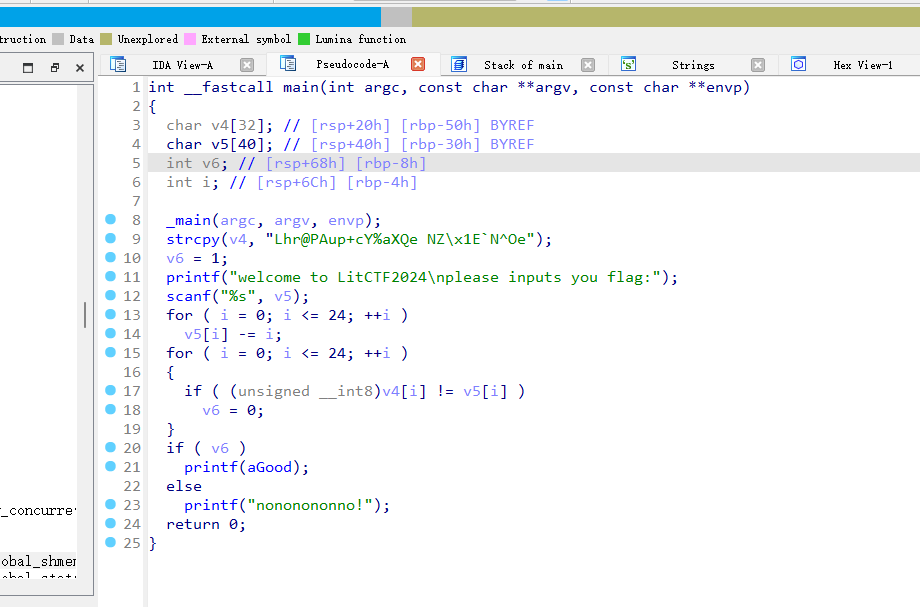 truction Data Unexplored External symbol Lumina function
IDA View-A Pseudocode-A Stack of main Strings Hex View-1
1 int __fastcall main(int argc, const char **argv, const char **envp)
2 {
3 char v4[32]; // [rsp+20h] [rbp-50h] BYREF
4 char v5[40]; // [rsp+40h] [rbp-30h] BYREF
5 int v6; // [rsp+68h] [rbp-8h]
6 int i; // [rsp+6Ch] [rbp-4h]
7
8 _main(argc, argv, envp);
9 strcpy(v4, "Lhr@PAup+cY%aXQe NZ\x1E`N^Oe");
10 v6 = 1;
11 printf("welcome to LitCTF2024\nplease inputs you flag:");
12 scanf("%s", v5);
13 for ( i = 0; i <= 24; ++i )
14 v5[i] -= i;
15 for ( i = 0; i <= 24; ++i )
16 {
17 if ( (unsigned __int8)v4[i] != v5[i] )
18 v6 = 0;
19 }
20 if ( v6 )
21 printf(aGood);
22 else
23 printf("nonononono!");
24 return 0;
25 }
_concurre
obal_shmem